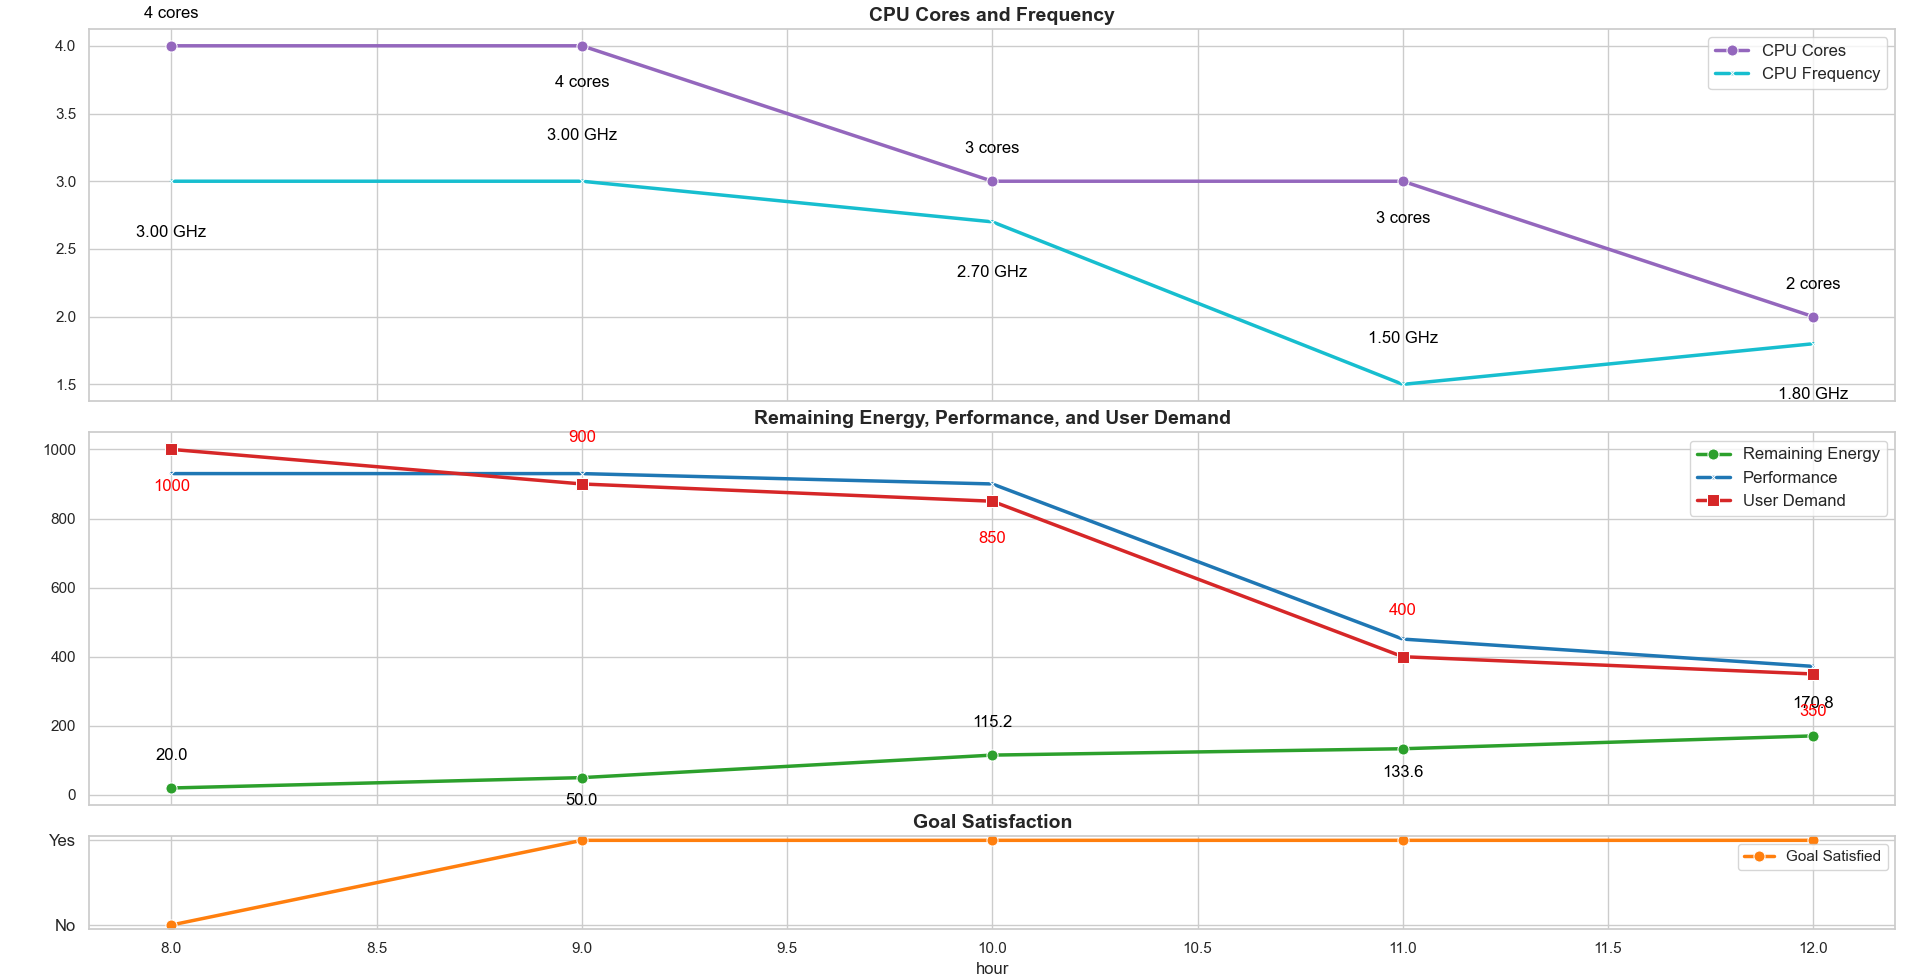 4 cores
CPU Cores and Frequency
4.0
CPU Cores
CPU Frequency
4 cores
3.5
3.00 GHz
3 cores
3.0
3 cores
3.00 GHz
2.5
2.70 GHz
2 cores
2.0
1.50 GHz
1.5
1.80 GHz
Remaining Energy, Performance, and User Demand
900
1000
Remaining Energy
Performance
User Demand
1000
800
850
600
400
400
170.8
350
200
115.2
20.0
133.6
0
50.0
Goal Satisfaction
Yes
Goal Satisfied
No
8.0 8.5 9.0 9.5 10.0 10.5 11.0 11.5 12.0
hour